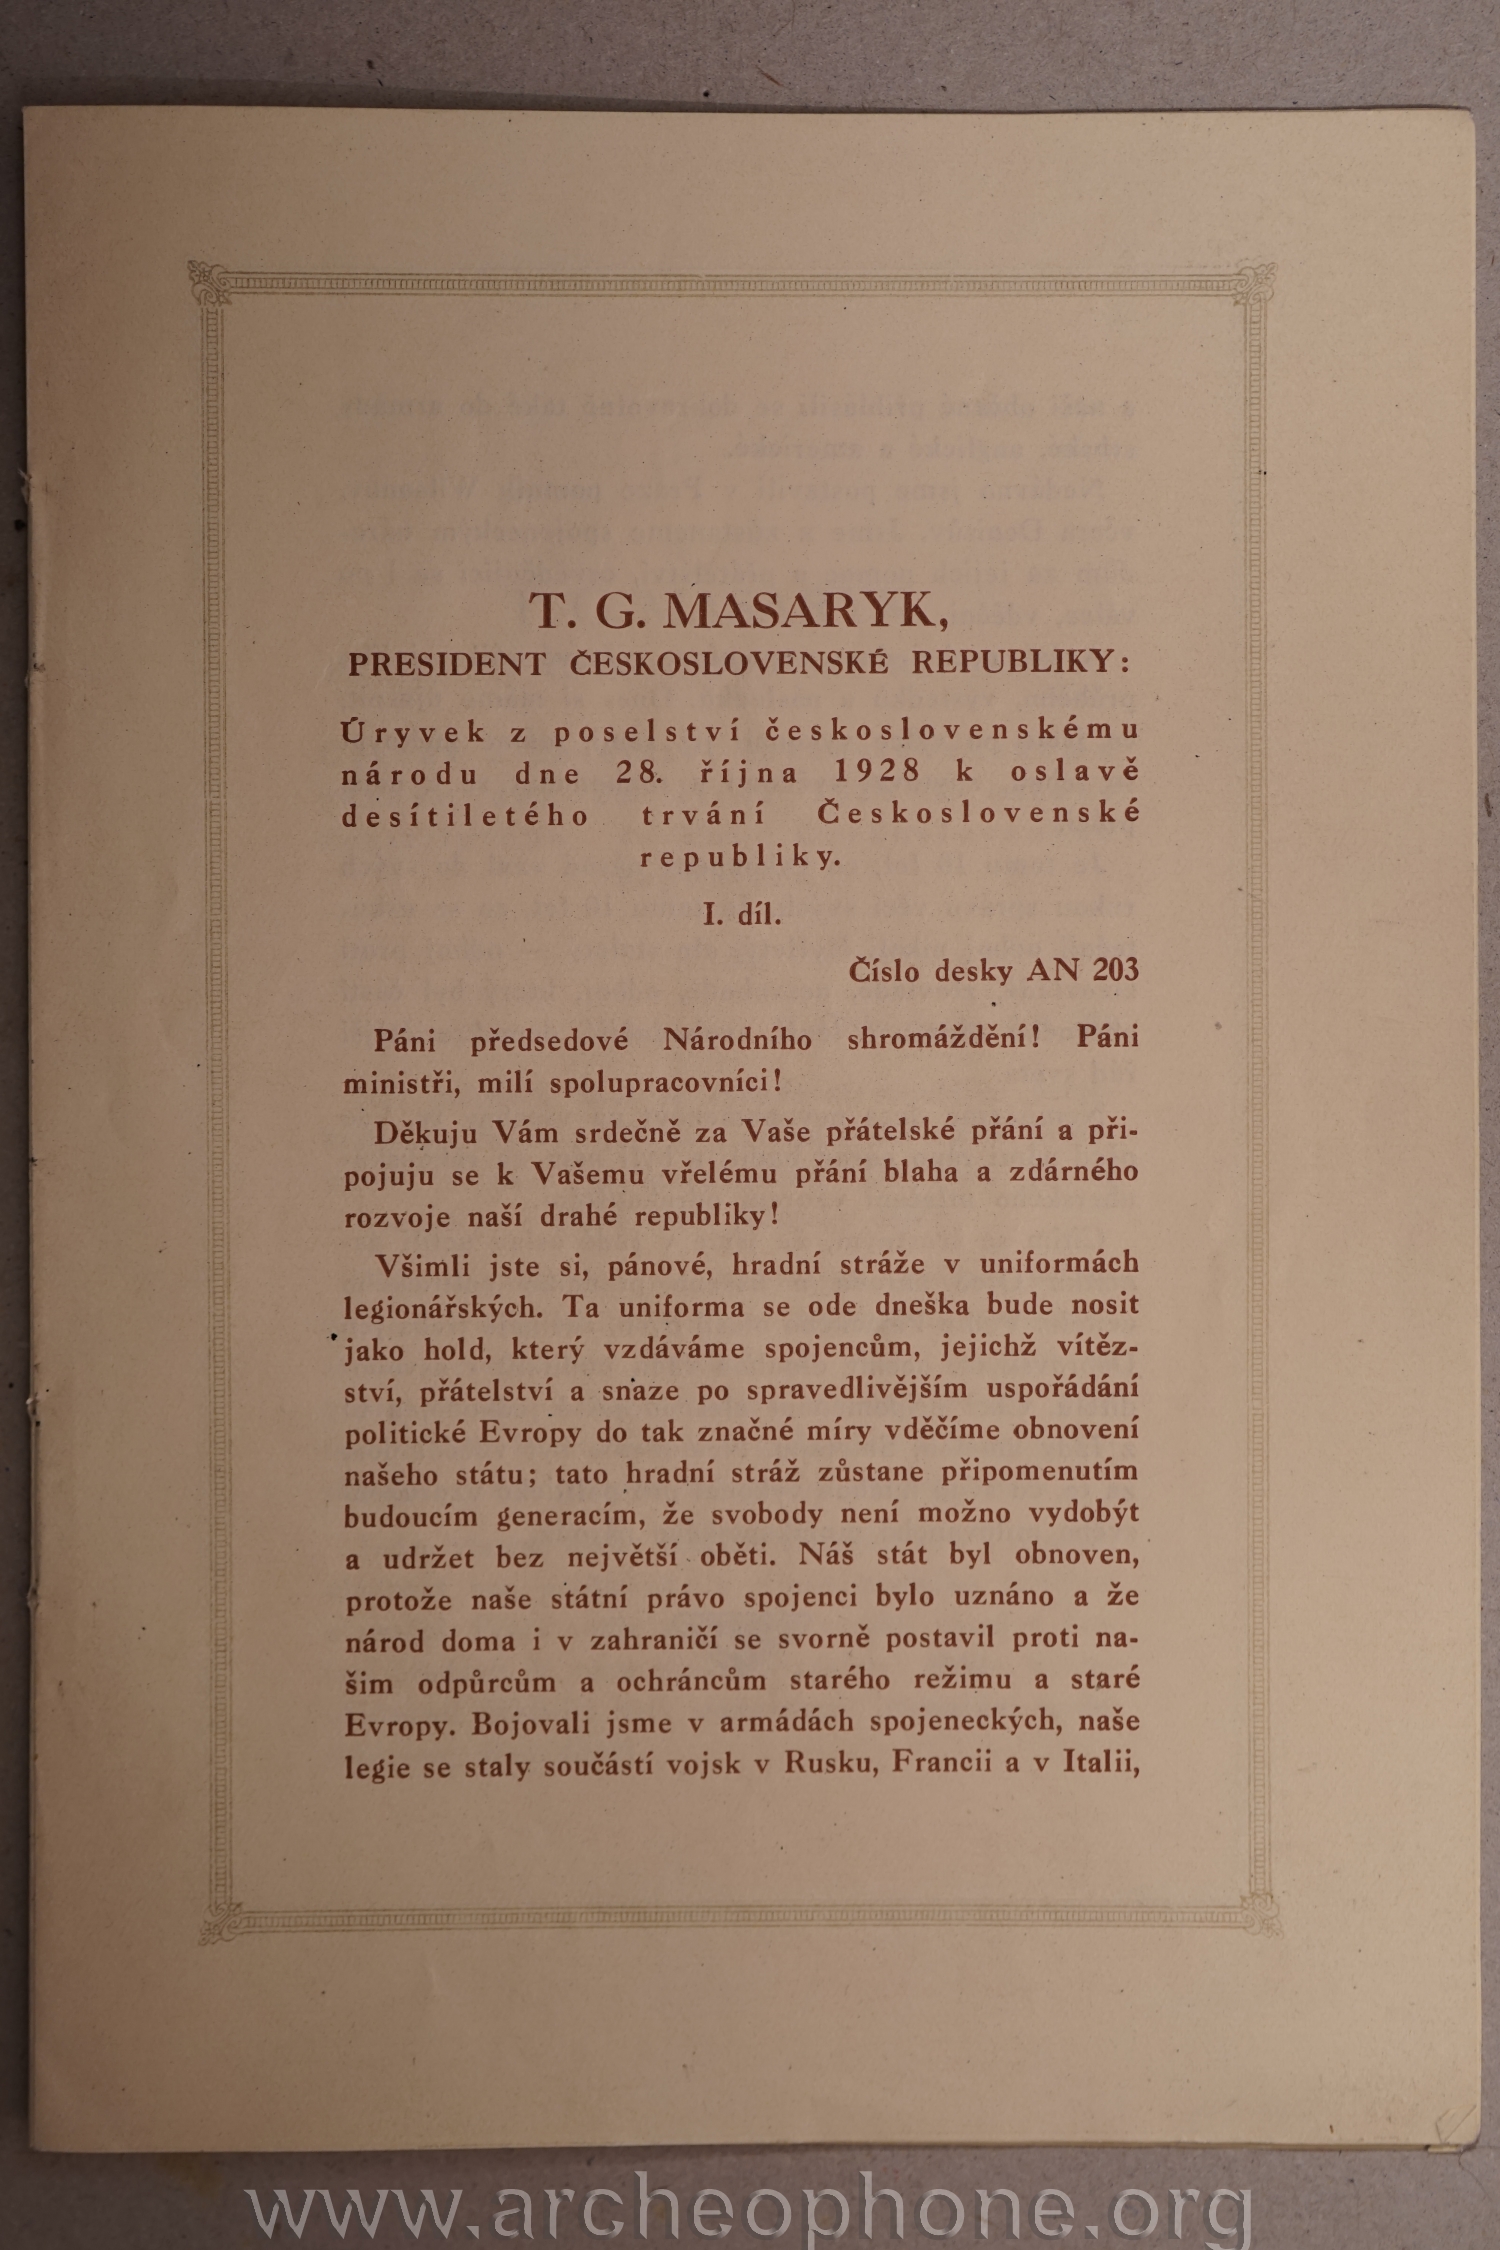 T. G. MASARYK,
PRESIDENT ČESKOSLOVENSKÉ REPUBLIKY:
Úryvek z poselství československému
národu dne 28. října 1928 k oslavě
desítiletého trvání Československé
republiky.
I. díl.
Číslo desky AN 203
Páni předsedové Národního shromáždění! Páni
ministři, milí spolupracovníci!
Děkuju Vám srdečně za Vaše přátelské přání a při-
pojuju se k Vašemu vřelému přání blaha a zdárného
rozvoje naší drahé republiky!
Všimli jste si, pánové, hradní stráže v uniformách
legionářských. Ta uniforma se ode dneška bude nosit
jako hold, který vzdáváme spojencům, jejichž vítěz-
ství, přátelství a snaze po spravedlivějším uspořádání
politické Evropy do tak značné míry vděčíme obnovení
našeho státu; tato hradní stráž zůstane připomenutím
budoucím generacím, že svobody není možno vydobýt
a udržet bez největší oběti. Náš stát byl obnoven,
protože naše státní právo spojenci bylo uznáno a že
národ doma i v zahraničí se svorně postavil proti na-
šim odpůrcům a ochráncům starého režimu a staré
Evropy. Bojovali jsme v armádách spojeneckých, naše
legie se staly součástí vojsk v Rusku, Francii a v Italii,
www.archeophone.org